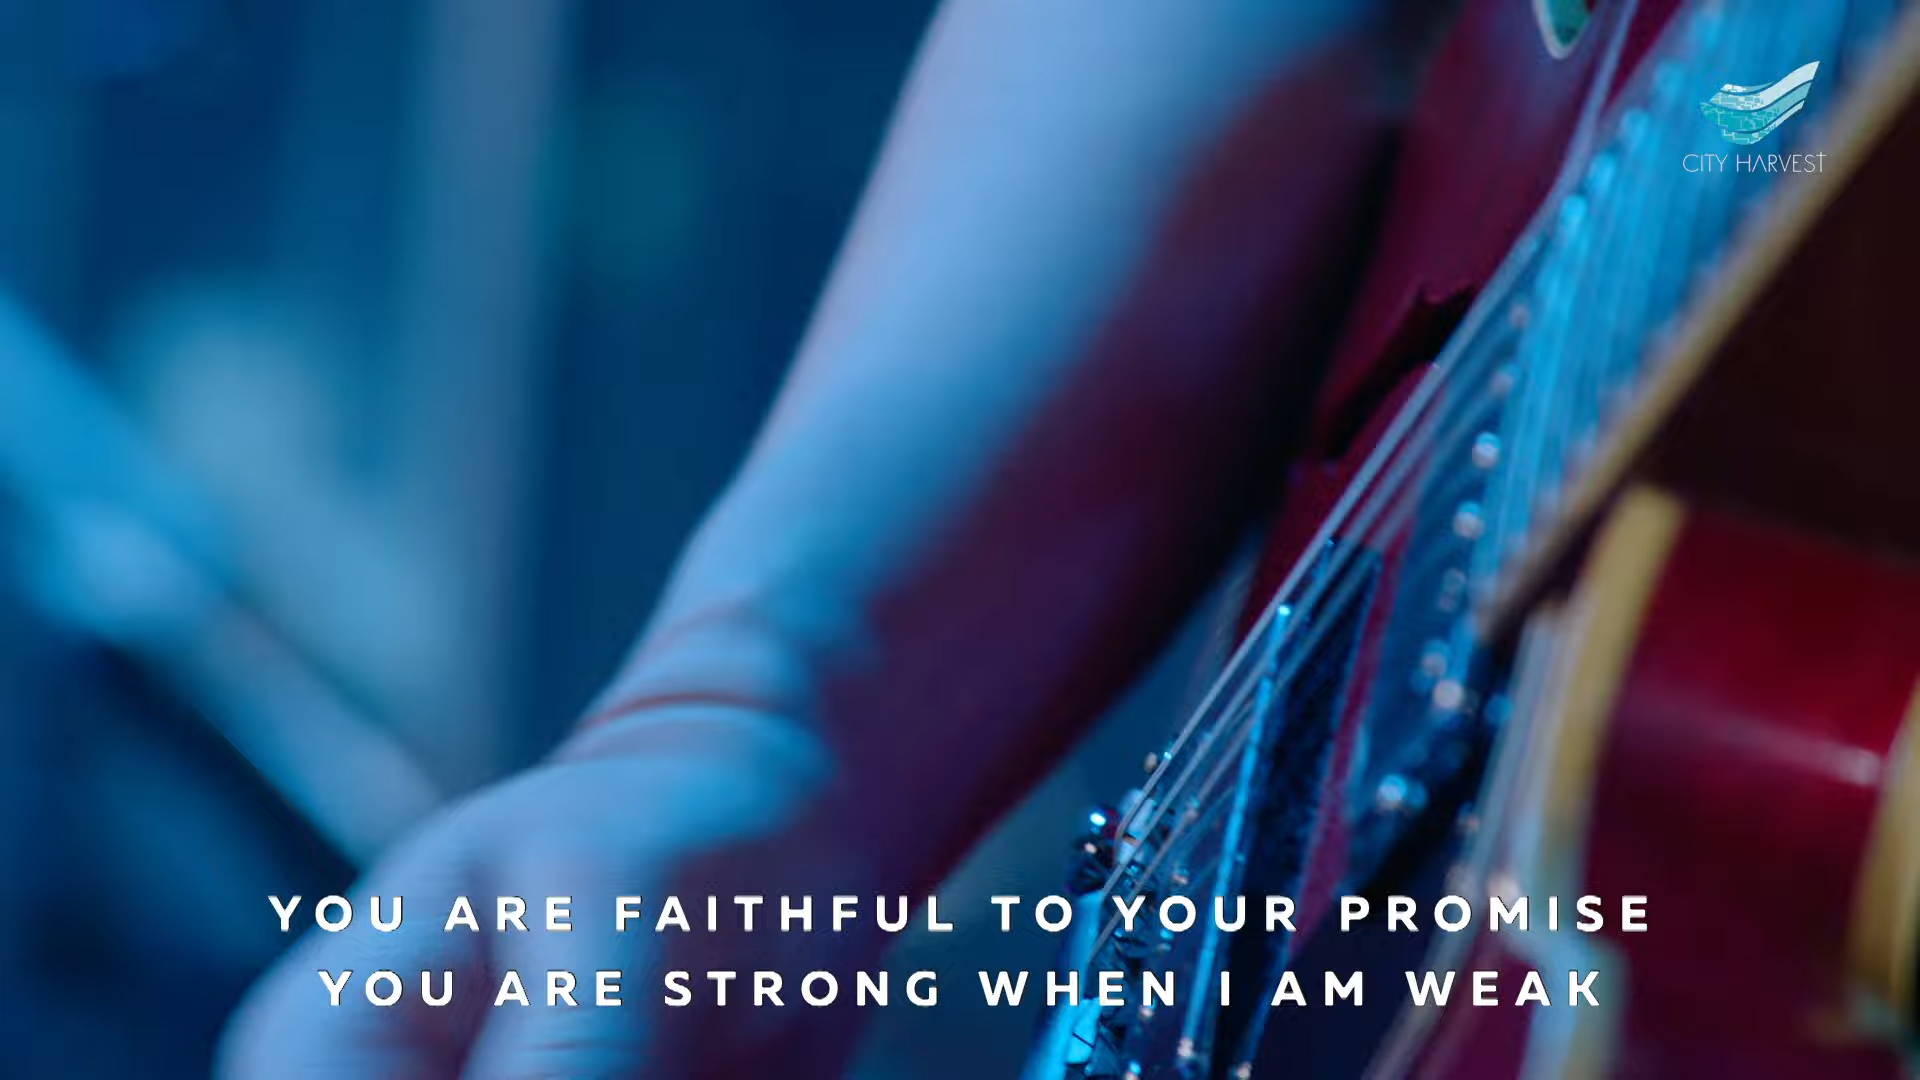 CITY HARVEST
YOU ARE FAITHFUL TO YOUR PROMISE
YOU ARE STRONG WHEN I AM WEAK